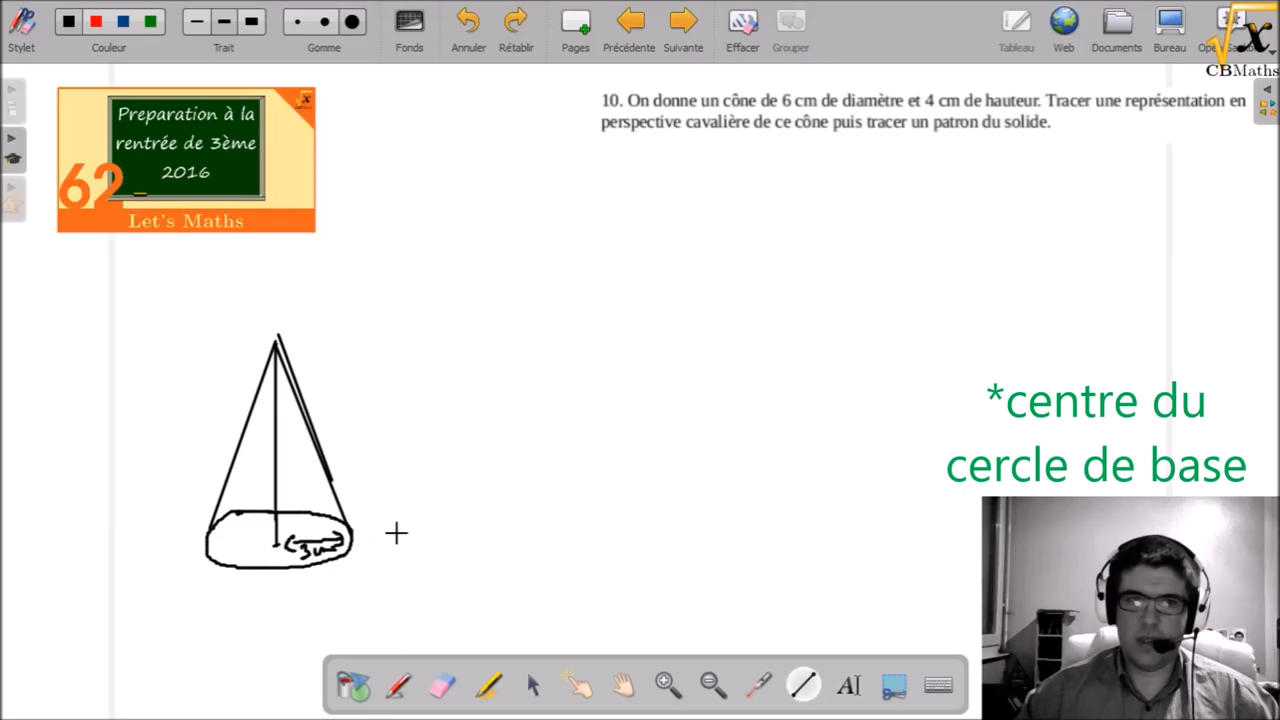 Stylet Couleur Trait Gomme Fonds Annuler Rétablir Pages Précédente Suivante Effacer Grouper Tableau Web Documents Bureau
CBMaths
Preparation à la
rentrée de 3ème
2016
62
Let's Maths
10. On donne un cône de 6 cm de diamètre et 4 cm de hauteur. Tracer une représentation en
perspective cavalière de ce cône puis tracer un patron du solide.
*centre du
cercle de base
3cm